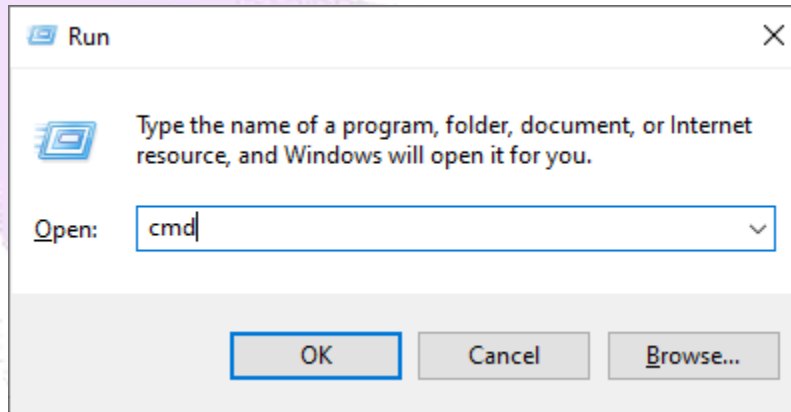 Run
Type the name of a program, folder, document, or Internet
resource, and Windows will open it for you.
Open: cmd
OK Cancel Browse...